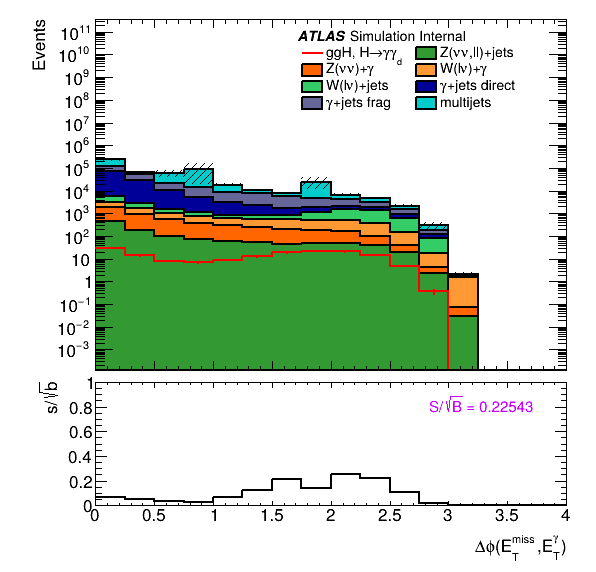 Events
10¹¹
10¹⁰
10⁹
10⁸
10⁷
10⁶
10⁵
10⁴
10³
10²
10
1
10⁻¹
10⁻²
10⁻³
ATLAS Simulation Internal
ggH, H→γγ_d
Z(νν,ll)+jets
Z(νν)+γ
W(lν)+γ
W(lν)+jets
γ+jets direct
γ+jets frag
multijets
s/√b
1
0.8
0.6
0.4
0.2
0
S/√B = 0.22543
0 0.5 1 1.5 2 2.5 3 3.5 4
Δϕ(E_T^miss,E_T^γ)